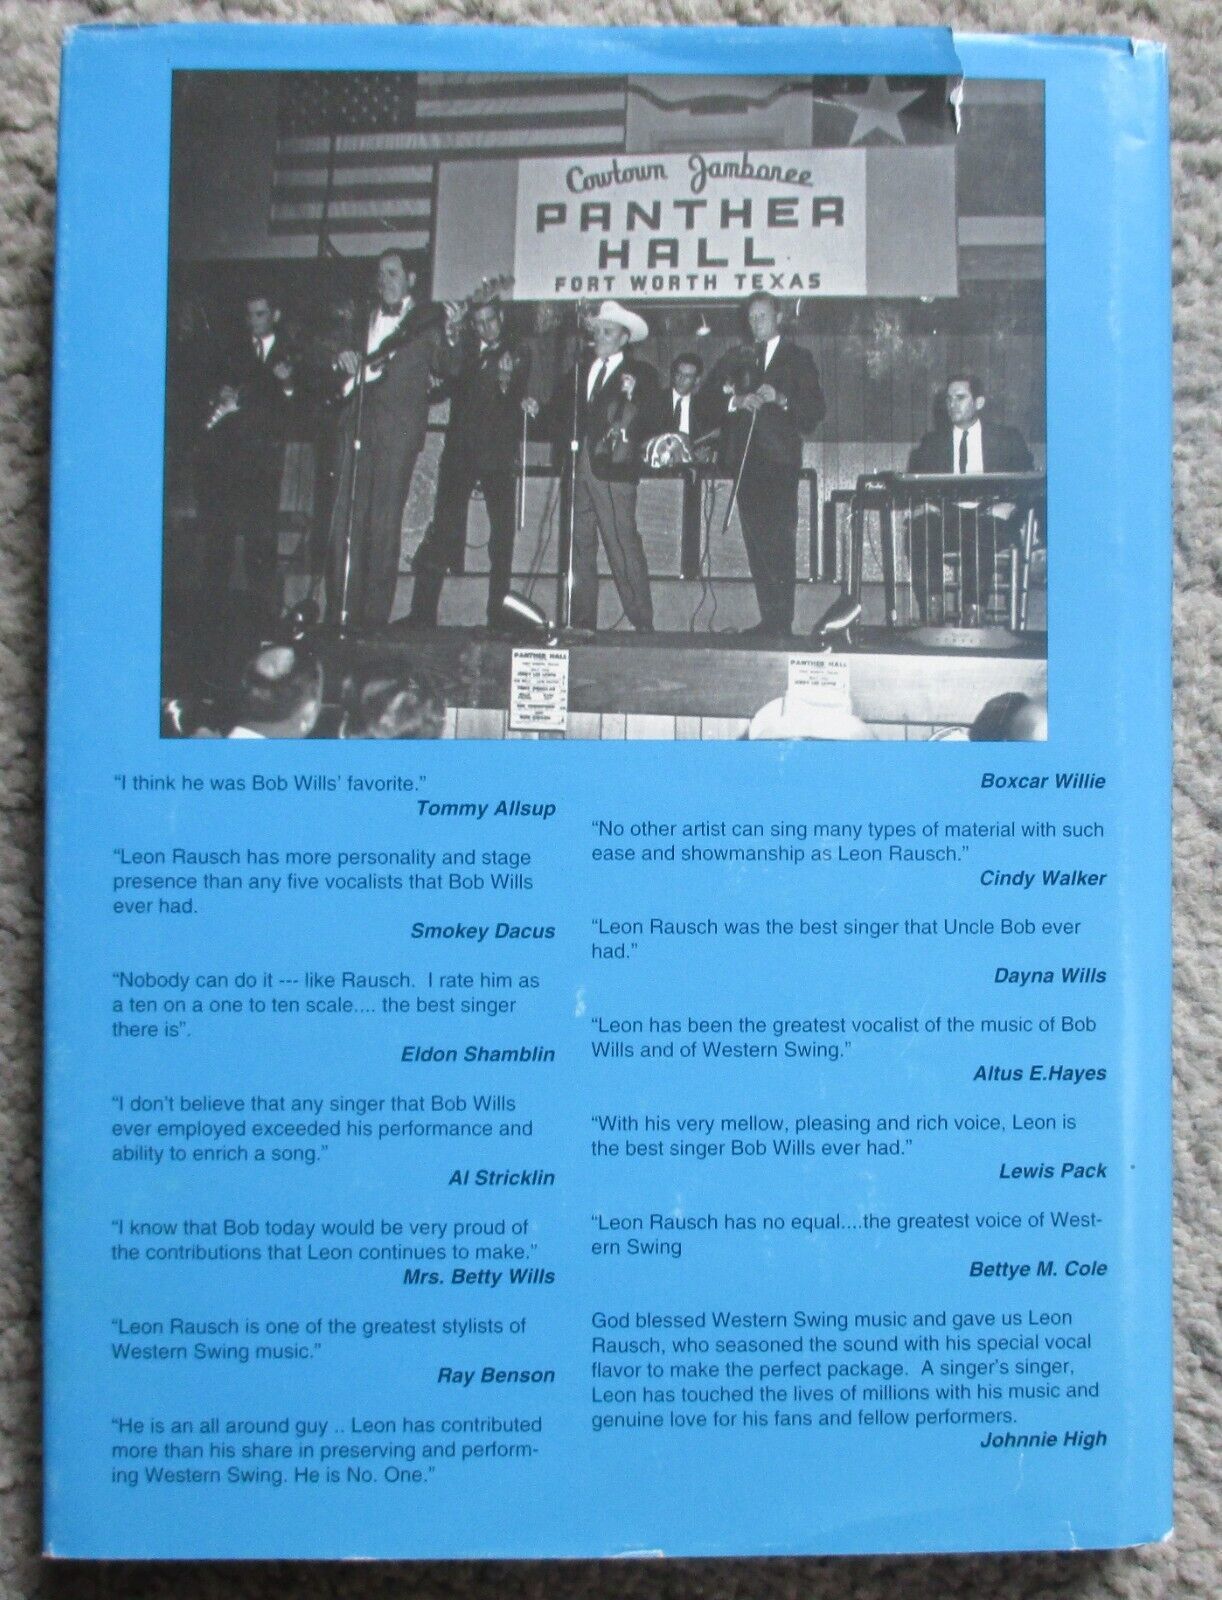 Cowtown Jamboree
PANTHER
HALL
FORT WORTH TEXAS
PANTHER HALL
JERRY LEE LEWIS
PANTHER HALL
JERRY LEE LEWIS
“I think he was Bob Wills’ favorite.”
Tommy Allsup
“Leon Rausch has more personality and stage
presence than any five vocalists that Bob Wills
ever had.
Smokey Dacus
“Nobody can do it --- like Rausch.  I rate him as
a ten on a one to ten scale.... the best singer
there is”.
Eldon Shamblin
“I don’t believe that any singer that Bob Wills
ever employed exceeded his performance and
ability to enrich a song.”
Al Stricklin
“I know that Bob today would be very proud of
the contributions that Leon continues to make.”
Mrs. Betty Wills
“Leon Rausch is one of the greatest stylists of
Western Swing music.”
Ray Benson
“He is an all around guy .. Leon has contributed
more than his share in preserving and perform-
ing Western Swing. He is No. One.”
Boxcar Willie
“No other artist can sing many types of material with such
ease and showmanship as Leon Rausch.”
Cindy Walker
“Leon Rausch was the best singer that Uncle Bob ever
had.”
Dayna Wills
“Leon has been the greatest vocalist of the music of Bob
Wills and of Western Swing.”
Altus E.Hayes
“With his very mellow, pleasing and rich voice, Leon is
the best singer Bob Wills ever had.”
Lewis Pack
“Leon Rausch has no equal....the greatest voice of West-
ern Swing
Bettye M. Cole
God blessed Western Swing music and gave us Leon
Rausch, who seasoned the sound with his special vocal
flavor to make the perfect package.  A singer’s singer,
Leon has touched the lives of millions with his music and
genuine love for his fans and fellow performers.
Johnnie High